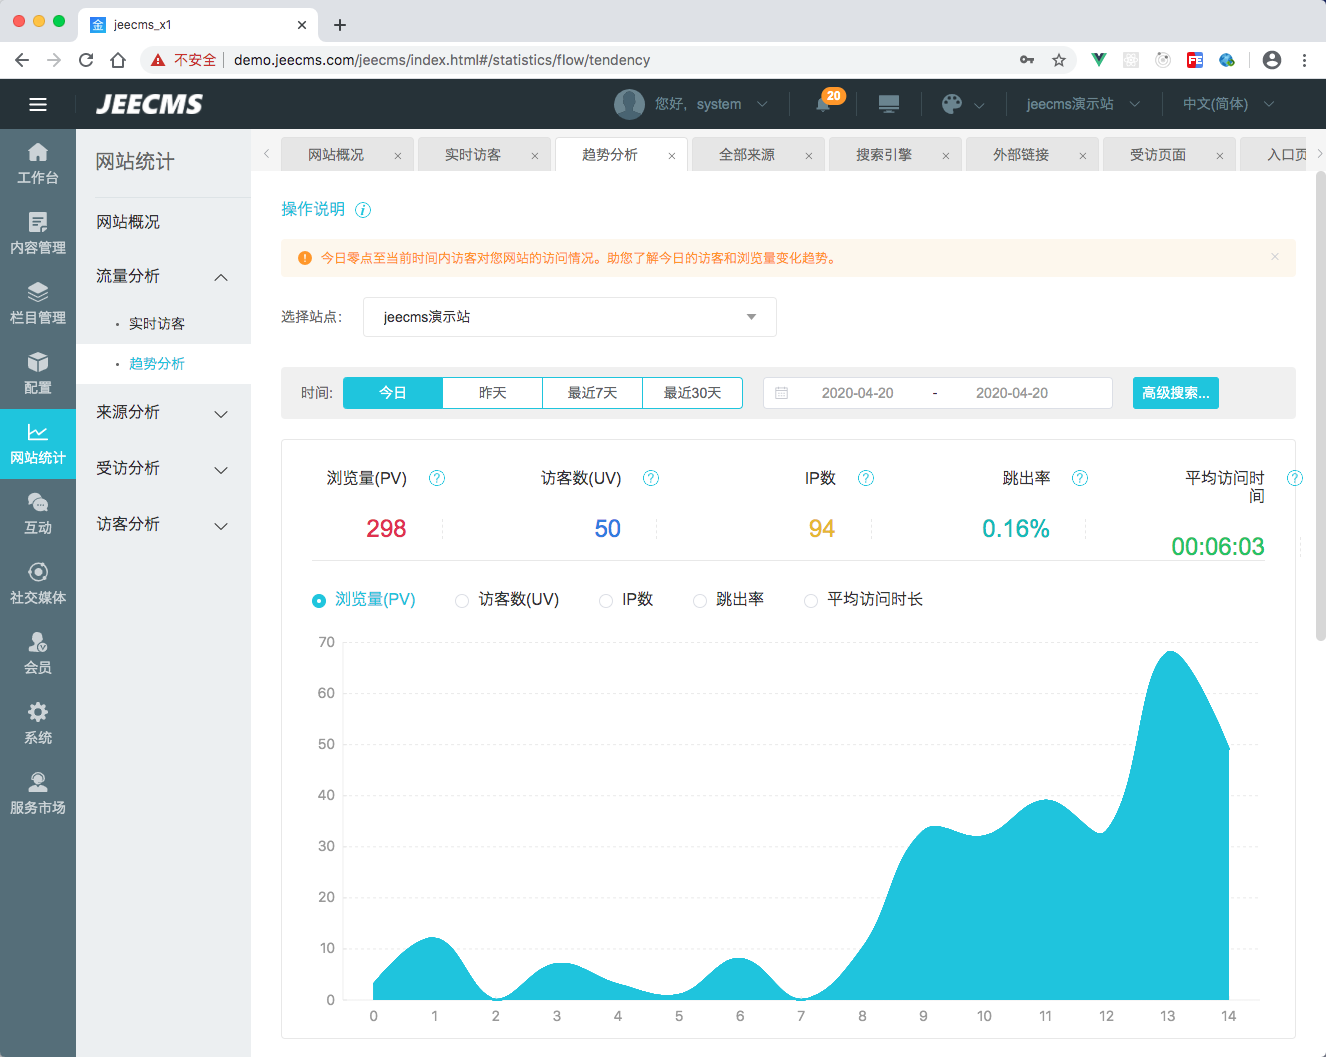 金 jeecms_x1
不安全 demo.jeecms.com/jeecms/index.html#/statistics/flow/tendency
FE
JEECMS 您好，system 20 jeecms演示站 中文(简体)
工作台
内容管理
栏目管理
配置
网站统计
互动
社交媒体
会员
系统
服务市场
网站统计
网站概况
流量分析
· 实时访客
· 趋势分析
来源分析
受访分析
访客分析
网站概况 实时访客 趋势分析 全部来源 搜索引擎 外部链接 受访页面 入口页
操作说明
今日零点至当前时间内访客对您网站的访问情况。助您了解今日的访客和浏览量变化趋势。
选择站点： jeecms演示站
时间: 今日 昨天 最近7天 最近30天 2020-04-20 - 2020-04-20 高级搜索...
浏览量(PV) ? 访客数(UV) ? IP数 ? 跳出率 ? 平均访问时 ?
间
298 50 94 0.16% 00:06:03
浏览量(PV) 访客数(UV) IP数 跳出率 平均访问时长
70
60
50
40
30
20
10
0
0 1 2 3 4 5 6 7 8 9 10 11 12 13 14